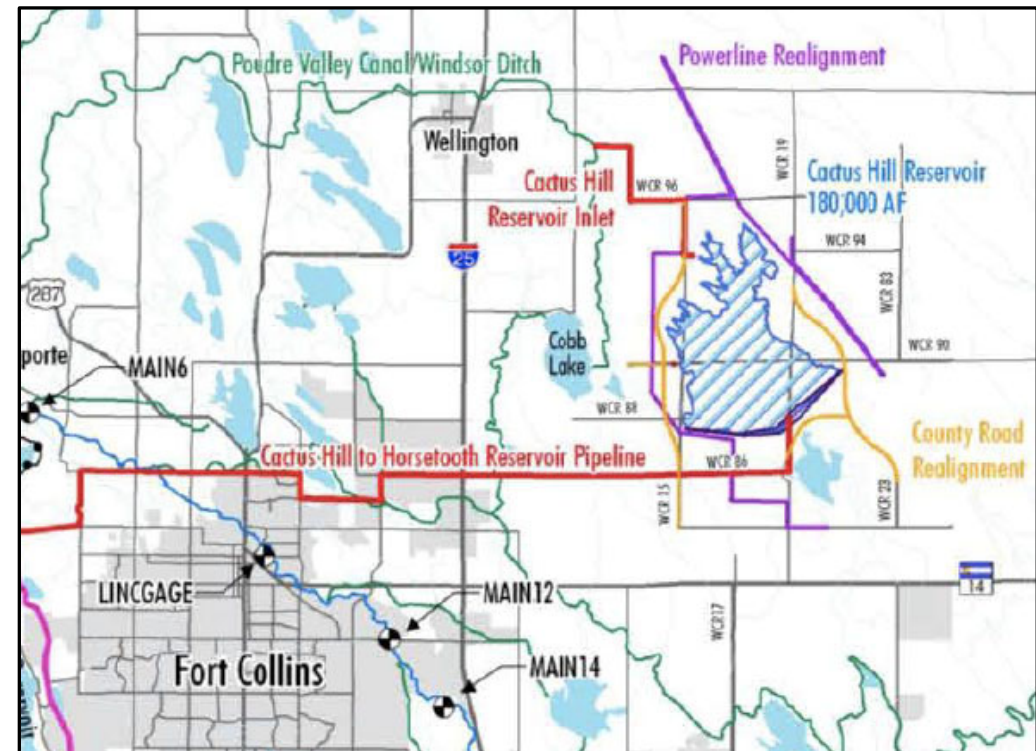 Poudre Valley Canal/Windsor Ditch
Powerline Realignment
Wellington
WCR 19
Cactus Hill
Reservoir Inlet
WCR 96
Cactus Hill Reservoir
180,000 AF
25
WCR 94
287
WCR 83
porte
MAIN6
Cobb
Lake
WCR 90
WCR 88
Cactus Hill to Horsetooth Reservoir Pipeline
WCR 86
County Road
Realignment
WCR 15
WCR 23
LINCGAGE
MAIN12
14
WCR17
Fort Collins
MAIN14